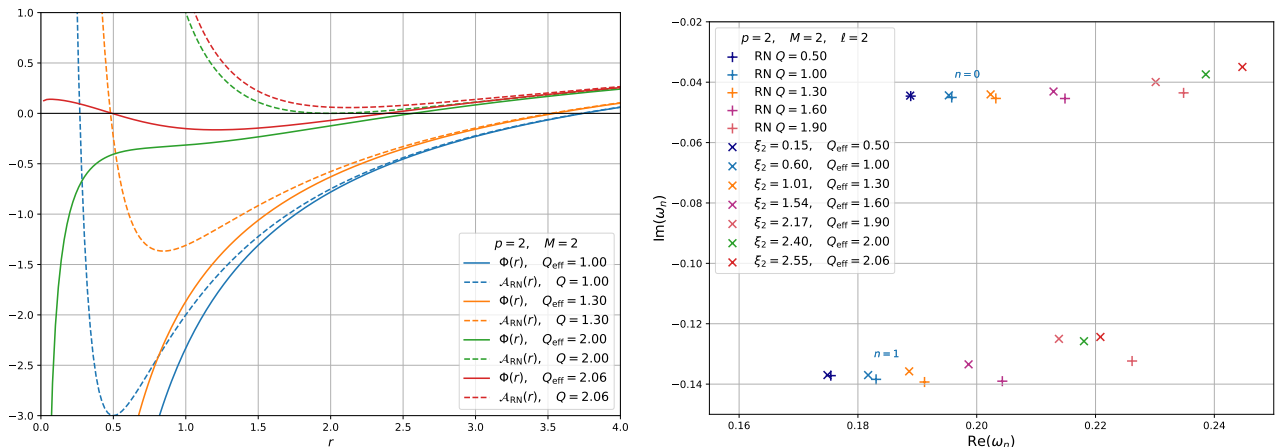 1.0
0.5
0.0
−0.5
−1.0
−1.5
−2.0
−2.5
−3.0
0.0 0.5 1.0 1.5 2.0 2.5 3.0 3.5 4.0
r
p = 2, M = 2
Φ(r), Q_eff = 1.00
𝒜_RN(r), Q = 1.00
Φ(r), Q_eff = 1.30
𝒜_RN(r), Q = 1.30
Φ(r), Q_eff = 2.00
𝒜_RN(r), Q = 2.00
Φ(r), Q_eff = 2.06
𝒜_RN(r), Q = 2.06
−0.02
−0.04
−0.06
−0.08
−0.10
−0.12
−0.14
Im(ω_n)
0.16 0.18 0.20 0.22 0.24
Re(ω_n)
p = 2, M = 2, ℓ = 2
RN Q = 0.50
RN Q = 1.00
RN Q = 1.30
RN Q = 1.60
RN Q = 1.90
ξ₂ = 0.15, Q_eff = 0.50
ξ₂ = 0.60, Q_eff = 1.00
ξ₂ = 1.01, Q_eff = 1.30
ξ₂ = 1.54, Q_eff = 1.60
ξ₂ = 2.17, Q_eff = 1.90
ξ₂ = 2.40, Q_eff = 2.00
ξ₂ = 2.55, Q_eff = 2.06
n = 0
n = 1